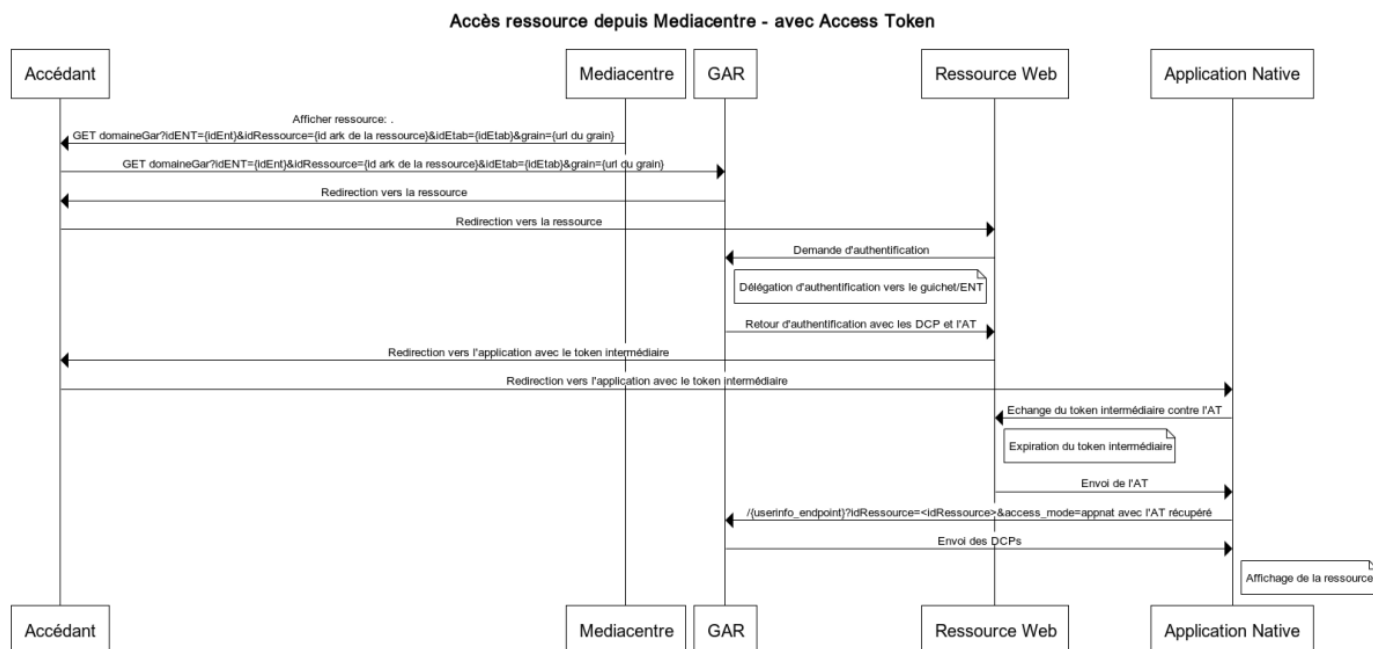 Accès ressource depuis Mediacentre - avec Access Token
Accédant
Mediacentre
GAR
Ressource Web
Application Native
Afficher ressource: .
GET domaineGar?idENT={idEnt}&idRessource={id ark de la ressource}&idEtab={idEtab}&grain={url du grain}
GET domaineGar?idENT={idEnt}&idRessource={id ark de la ressource}&idEtab={idEtab}&grain={url du grain}
Redirection vers la ressource
Redirection vers la ressource
Demande d'authentification
Délégation d'authentification vers le guichet/ENT
Retour d'authentification avec les DCP et l'AT
Redirection vers l'application avec le token intermédiaire
Redirection vers l'application avec le token intermédiaire
Echange du token intermédiaire contre l'AT
Expiration du token intermédiaire
Envoi de l'AT
/{userinfo_endpoint}?idRessource=<idRessource>&access_mode=appnat avec l'AT récupéré
Envoi des DCPs
Affichage de la ressource
Accédant
Mediacentre
GAR
Ressource Web
Application Native